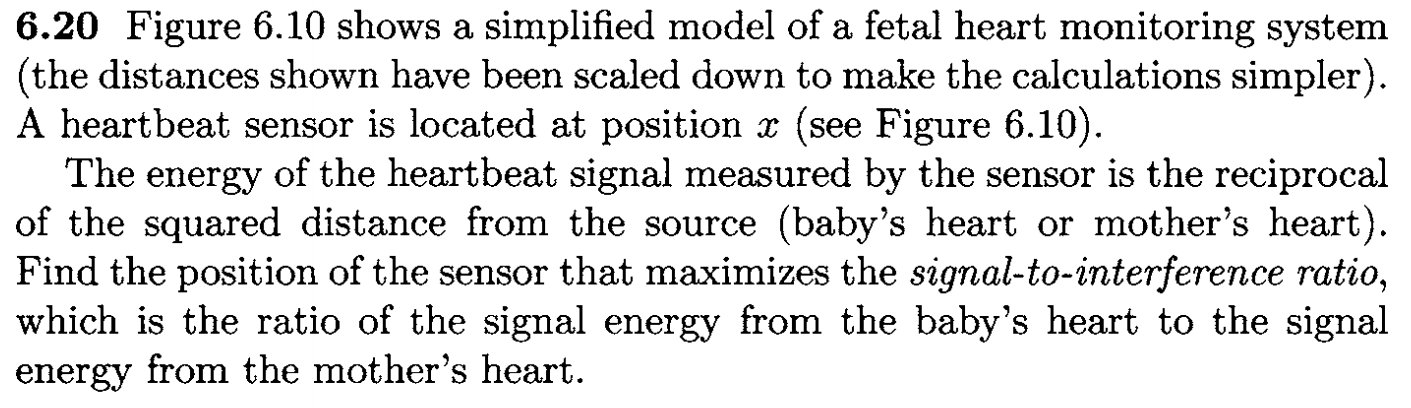 6.20 Figure 6.10 shows a simplified model of a fetal heart monitoring system
(the distances shown have been scaled down to make the calculations simpler).
A heartbeat sensor is located at position x (see Figure 6.10).
The energy of the heartbeat signal measured by the sensor is the reciprocal
of the squared distance from the source (baby's heart or mother's heart).
Find the position of the sensor that maximizes the signal-to-interference ratio,
which is the ratio of the signal energy from the baby's heart to the signal
energy from the mother's heart.